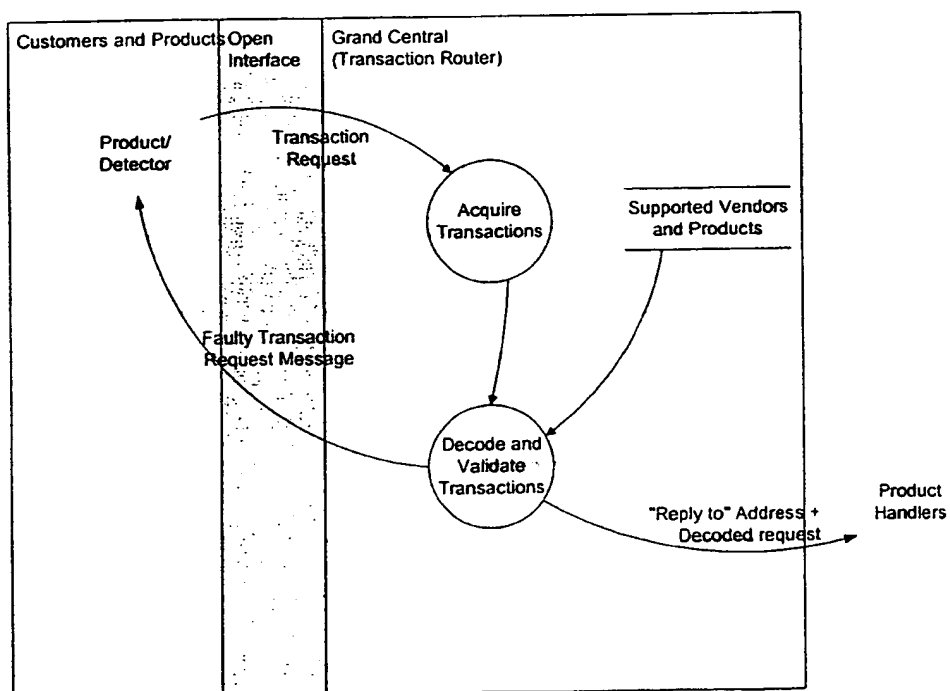 Customers and Products
Open
Interface
Grand Central
(Transaction Router)
Product/
Detector
Transaction
Request
Acquire
Transactions
Supported Vendors
and Products
Faulty Transaction
Request Message
Decode and
Validate
Transactions
"Reply to" Address +
Decoded request
Product
Handlers